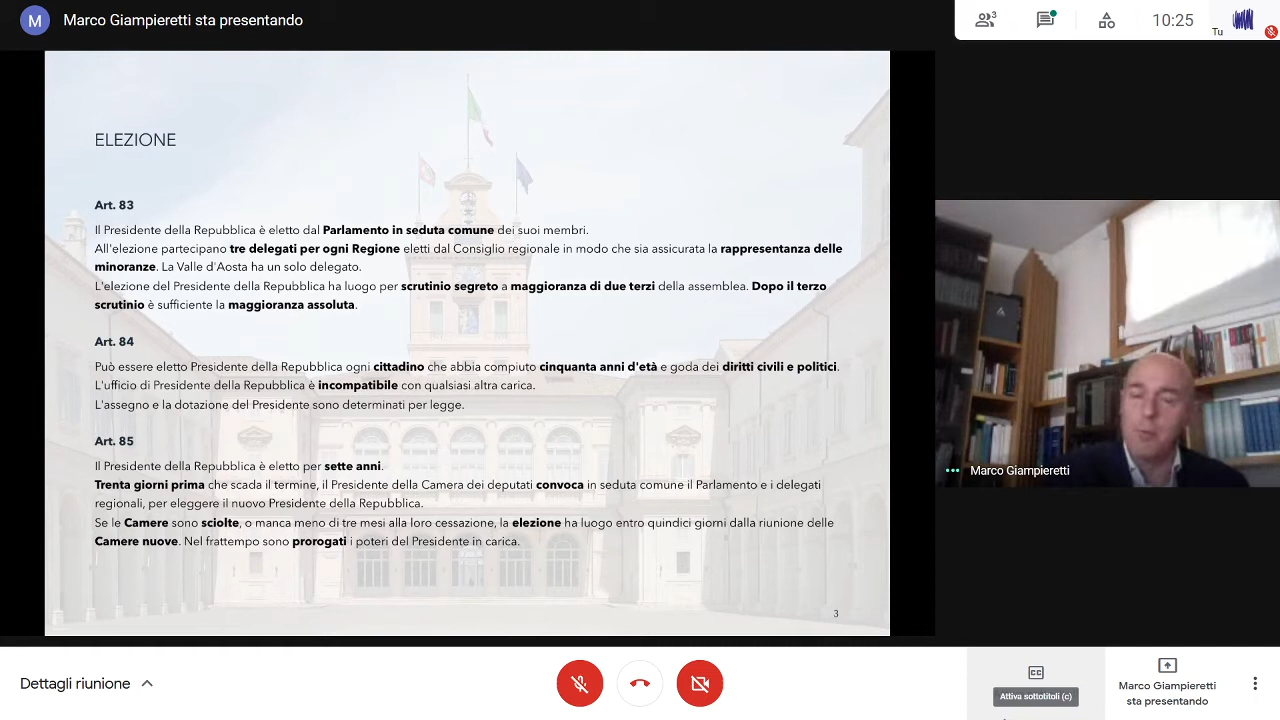 M
Marco Giampieretti sta presentando
3
10:25
Tu
ELEZIONE
Art. 83
Il Presidente della Repubblica è eletto dal Parlamento in seduta comune dei suoi membri.
All'elezione partecipano tre delegati per ogni Regione eletti dal Consiglio regionale in modo che sia assicurata la rappresentanza delle
minoranze. La Valle d'Aosta ha un solo delegato.
L'elezione del Presidente della Repubblica ha luogo per scrutinio segreto a maggioranza di due terzi della assemblea. Dopo il terzo
scrutinio è sufficiente la maggioranza assoluta.
Art. 84
Può essere eletto Presidente della Repubblica ogni cittadino che abbia compiuto cinquanta anni d'età e goda dei diritti civili e politici.
L'ufficio di Presidente della Repubblica è incompatibile con qualsiasi altra carica.
L'assegno e la dotazione del Presidente sono determinati per legge.
Art. 85
Il Presidente della Repubblica è eletto per sette anni.
Trenta giorni prima che scada il termine, il Presidente della Camera dei deputati convoca in seduta comune il Parlamento e i delegati
regionali, per eleggere il nuovo Presidente della Repubblica.
Se le Camere sono sciolte, o manca meno di tre mesi alla loro cessazione, la elezione ha luogo entro quindici giorni dalla riunione delle
Camere nuove. Nel frattempo sono prorogati i poteri del Presidente in carica.
3
Marco Giampieretti
Dettagli riunione
CC
Attiva sottotitoli (c)
Marco Giampieretti
sta presentando